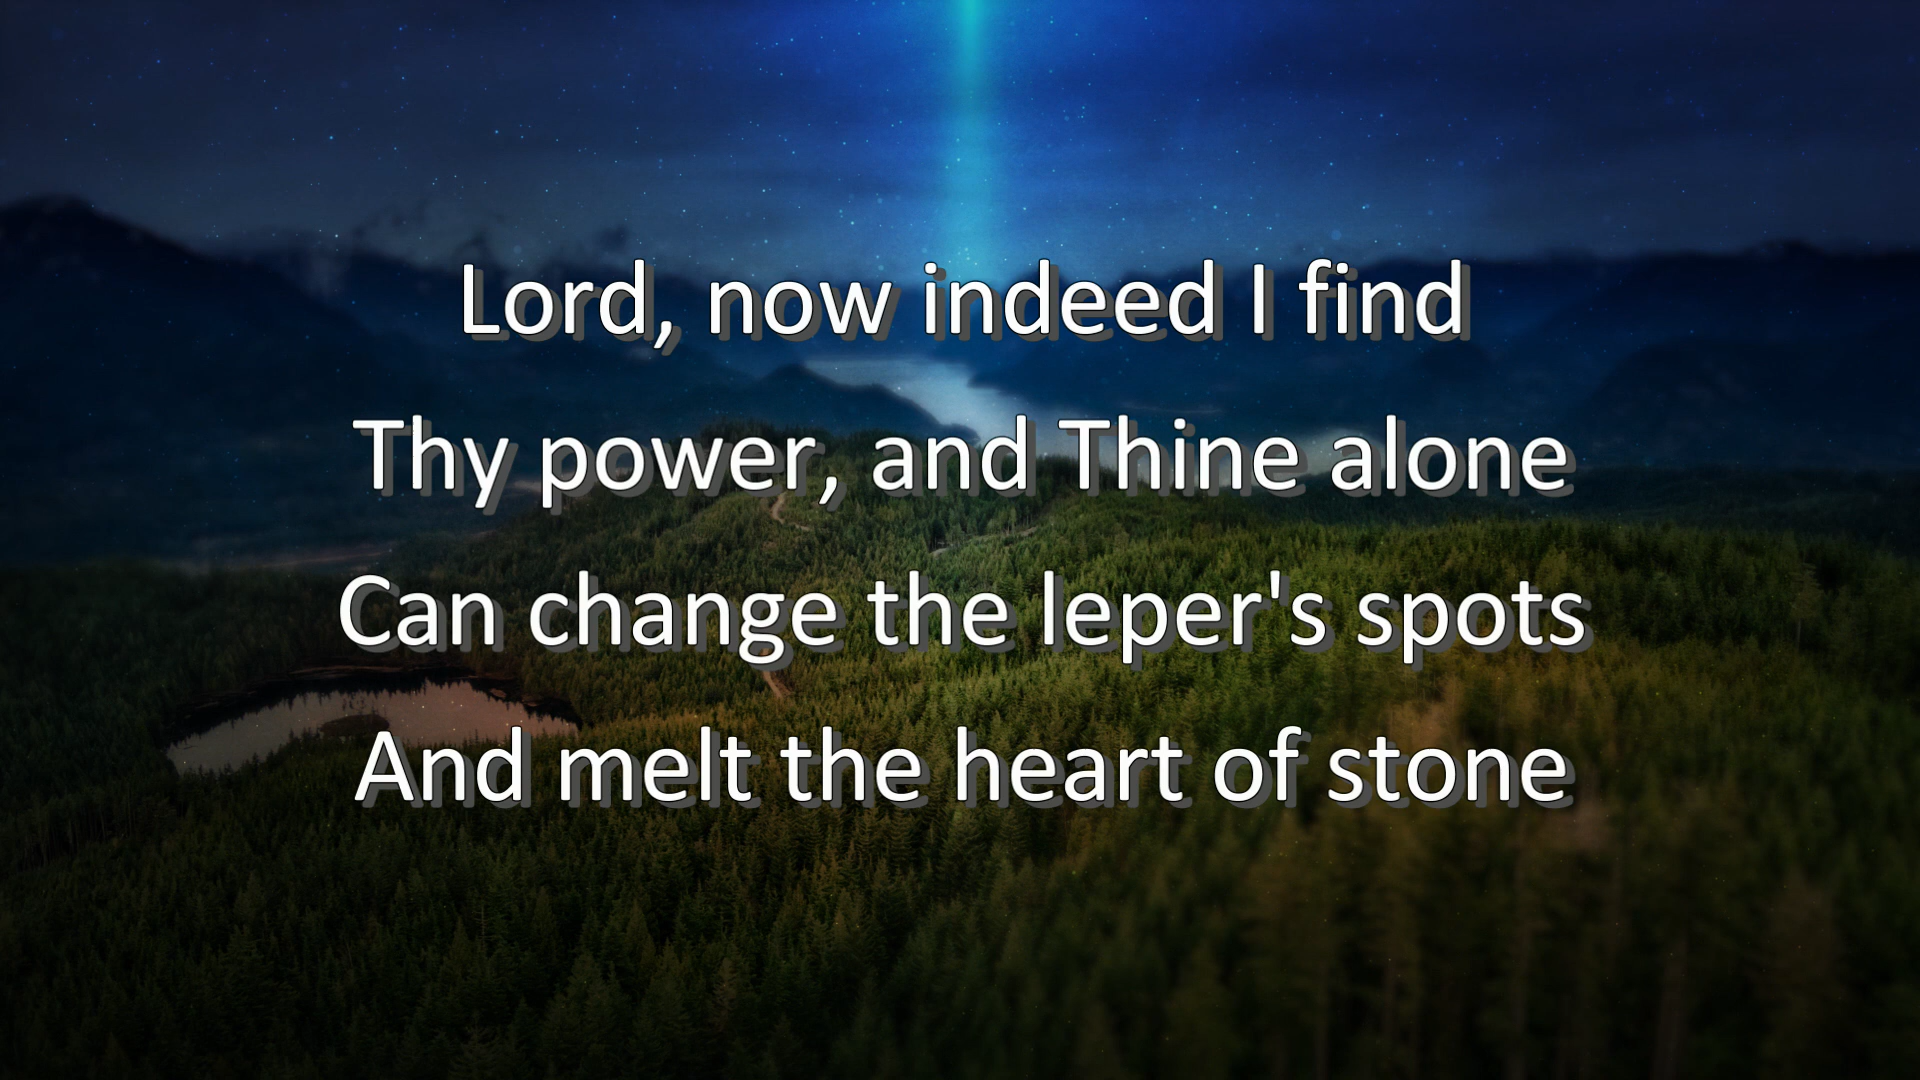 Lord, now indeed I find
Thy power, and Thine alone
Can change the leper's spots
And melt the heart of stone